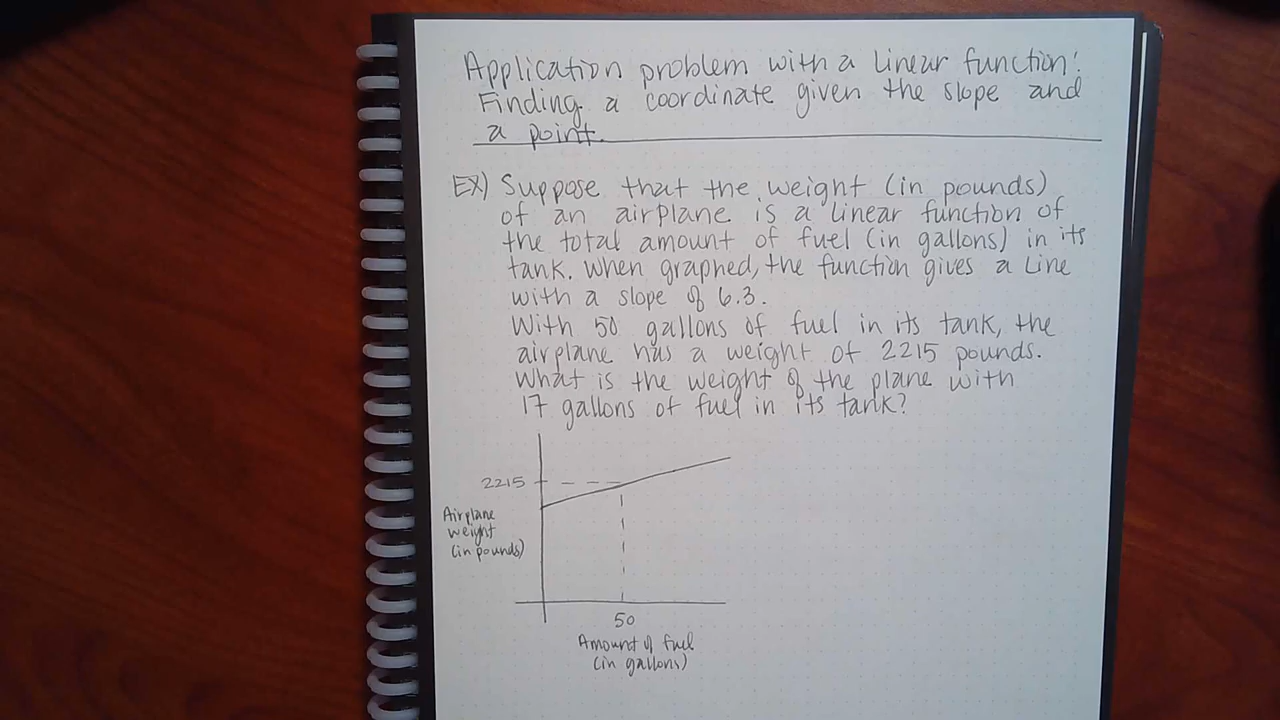 Application problem with a linear function:
Finding a coordinate given the slope and
a point.
EX) Suppose that the weight (in pounds)
of an airplane is a linear function of
the total amount of fuel (in gallons) in its
tank. When graphed, the function gives a line
with a slope of 6.3.
With 50 gallons of fuel in its tank, the
airplane has a weight of 2215 pounds.
What is the weight of the plane with
17 gallons of fuel in its tank?
2215
Airplane
weight
(in pounds)
50
Amount of fuel
(in gallons)